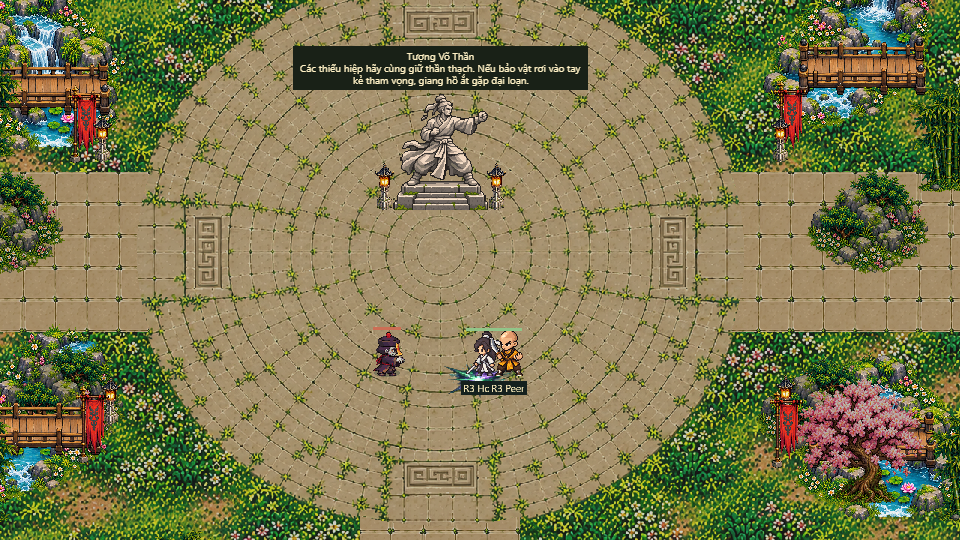 Tượng Võ Thần
Các thiếu hiệp hãy cùng giữ thần thạch. Nếu bảo vật rơi vào tay
kẻ tham vọng, giang hồ ắt gặp đại loạn.
R3 Hc R3 Peer